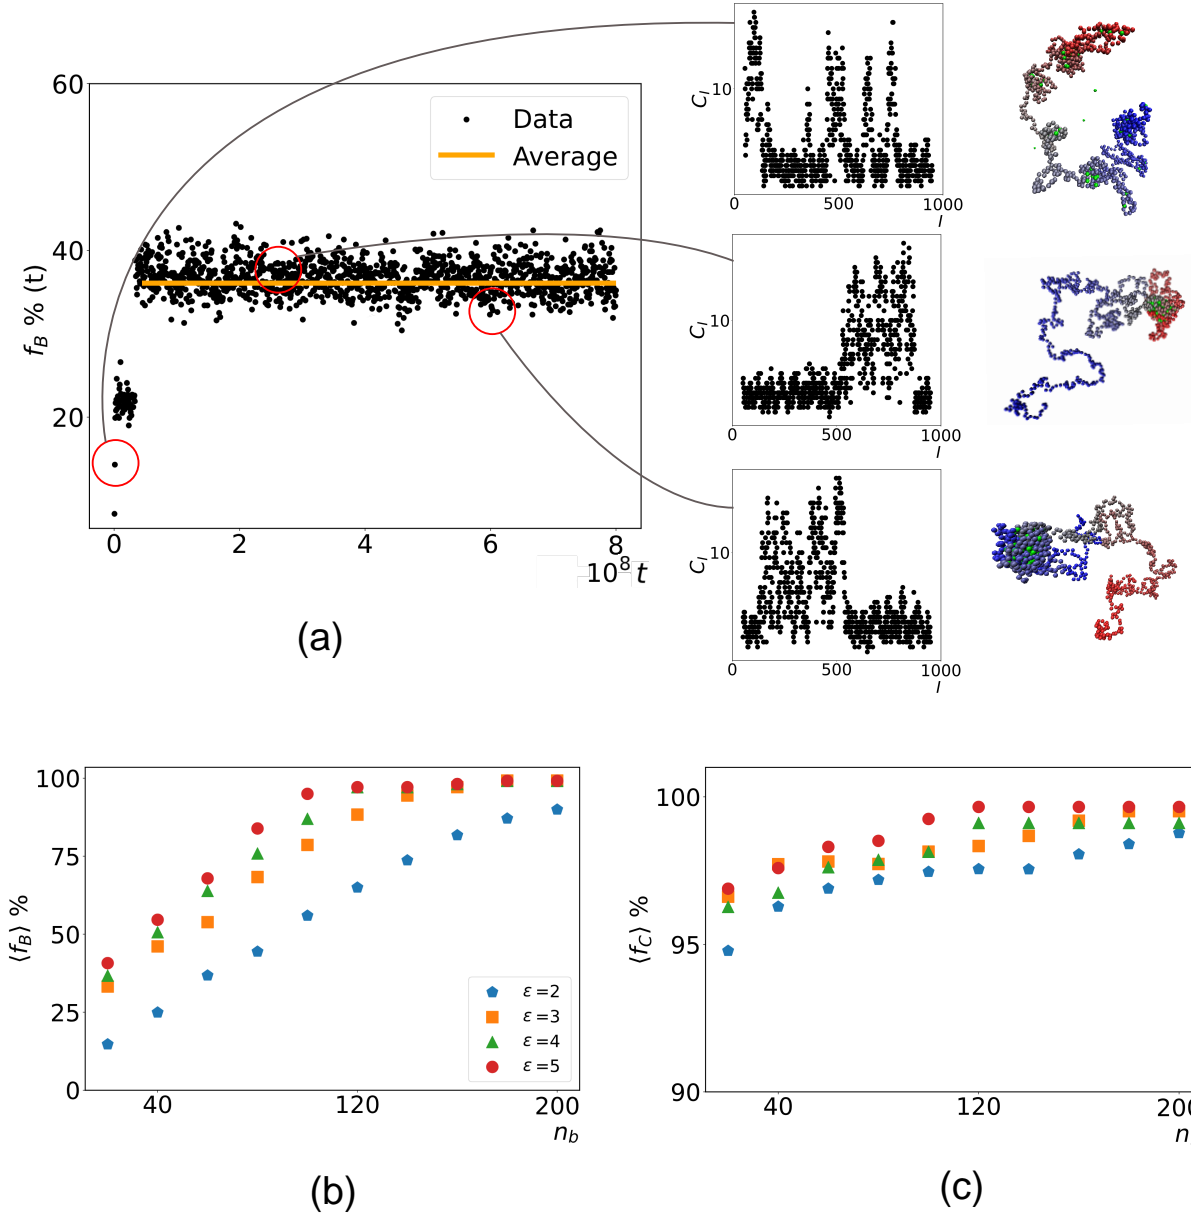 60
40
20
f_B % (t)
Data
Average
0 2 4 6 8
10^8 t
(a)
C_l 10
0 500 1000
l
C_l 10
0 500 1000
l
C_l 10
0 500 1000
l
100
75
50
25
0
⟨f_B⟩ %
ε =2
ε =3
ε =4
ε =5
40 120 200
n_b
(b)
100
95
90
⟨f_C⟩ %
40 120 200
n
(c)